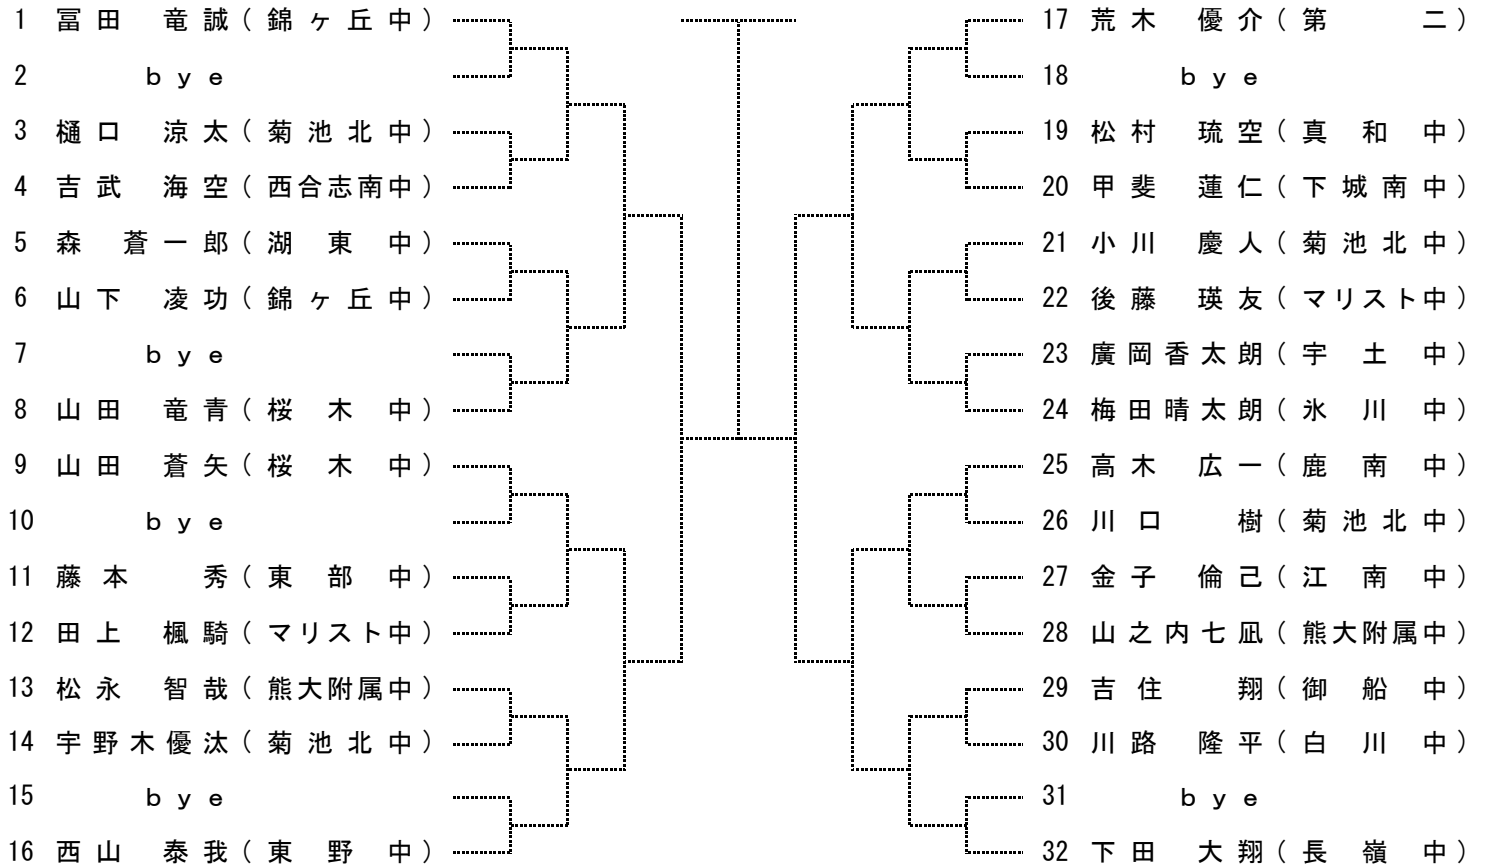 1 冨田 竜誠（錦ヶ丘中）
2 bye
3 樋口 涼太（菊池北中）
4 吉武 海空（西合志南中）
5 森 蒼一郎（湖東中）
6 山下 凌功（錦ヶ丘中）
7 bye
8 山田 竜青（桜木中）
9 山田 蒼矢（桜木中）
10 bye
11 藤本 秀（東部中）
12 田上 楓騎（マリスト中）
13 松永 智哉（熊大附属中）
14 宇野木優汰（菊池北中）
15 bye
16 西山 泰我（東野中）
17 荒木 優介（第二）
18 bye
19 松村 琉空（真和中）
20 甲斐 蓮仁（下城南中）
21 小川 慶人（菊池北中）
22 後藤 瑛友（マリスト中）
23 廣岡香太朗（宇土中）
24 梅田晴太朗（氷川中）
25 高木 広一（鹿南中）
26 川口 樹（菊池北中）
27 金子 倫己（江南中）
28 山之内七凪（熊大附属中）
29 吉住 翔（御船中）
30 川路 隆平（白川中）
31 bye
32 下田 大翔（長嶺中）